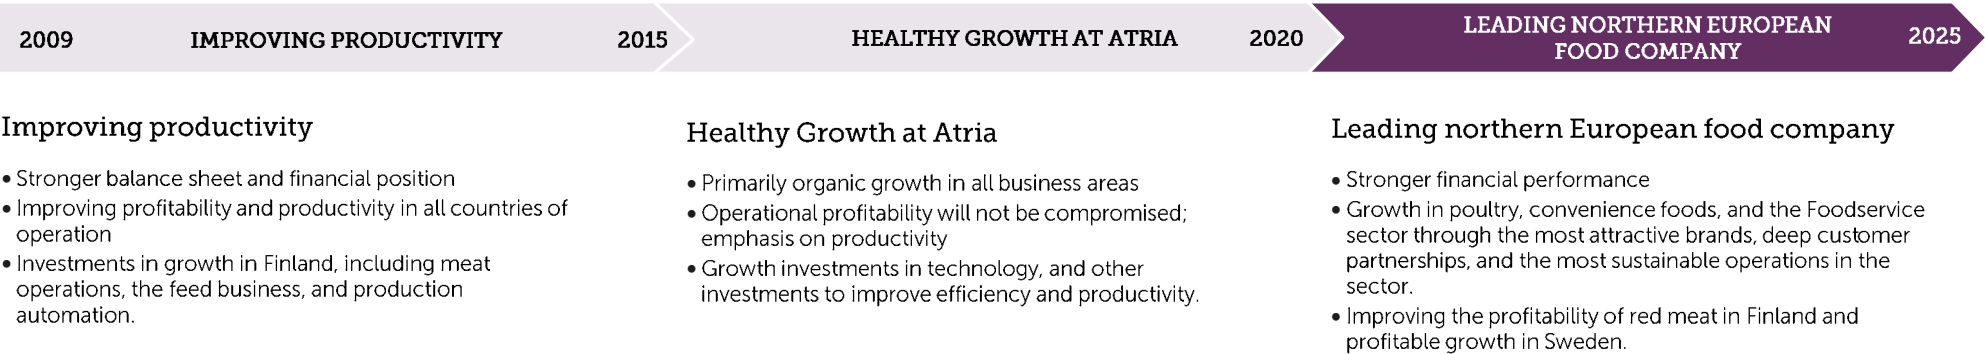 2009 IMPROVING PRODUCTIVITY 2015
HEALTHY GROWTH AT ATRIA 2020
LEADING NORTHERN EUROPEAN
FOOD COMPANY
2025
Improving productivity
• Stronger balance sheet and financial position
• Improving profitability and productivity in all countries of
operation
• Investments in growth in Finland, including meat
operations, the feed business, and production
automation.
Healthy Growth at Atria
• Primarily organic growth in all business areas
• Operational profitability will not be compromised;
emphasis on productivity
• Growth investments in technology, and other
investments to improve efficiency and productivity.
Leading northern European food company
• Stronger financial performance
• Growth in poultry, convenience foods, and the Foodservice
sector through the most attractive brands, deep customer
partnerships, and the most sustainable operations in the
sector.
• Improving the profitability of red meat in Finland and
profitable growth in Sweden.